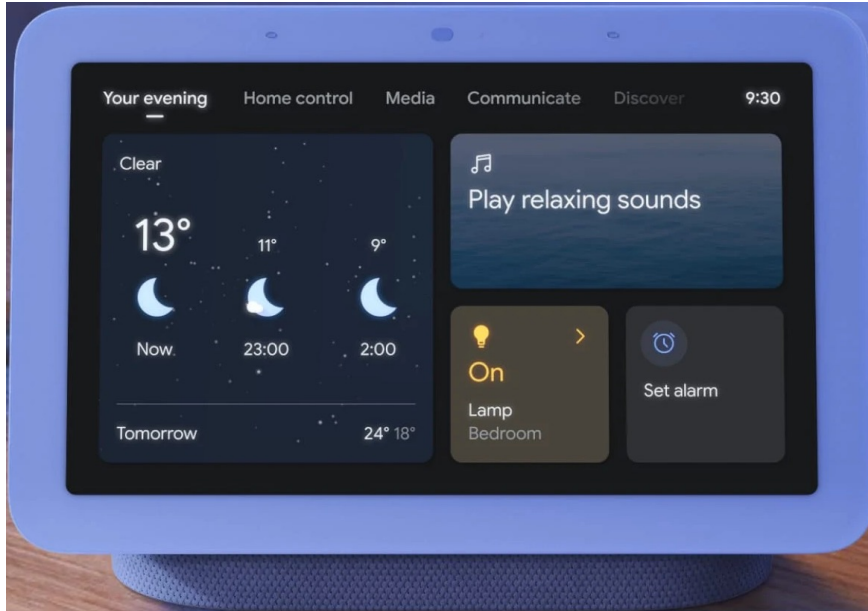 Your evening Home control Media Communicate Discover 9:30
Clear
13° 11° 9°
Now 23:00 2:00
Tomorrow 24° 18°
Play relaxing sounds
On
Lamp
Bedroom
Set alarm